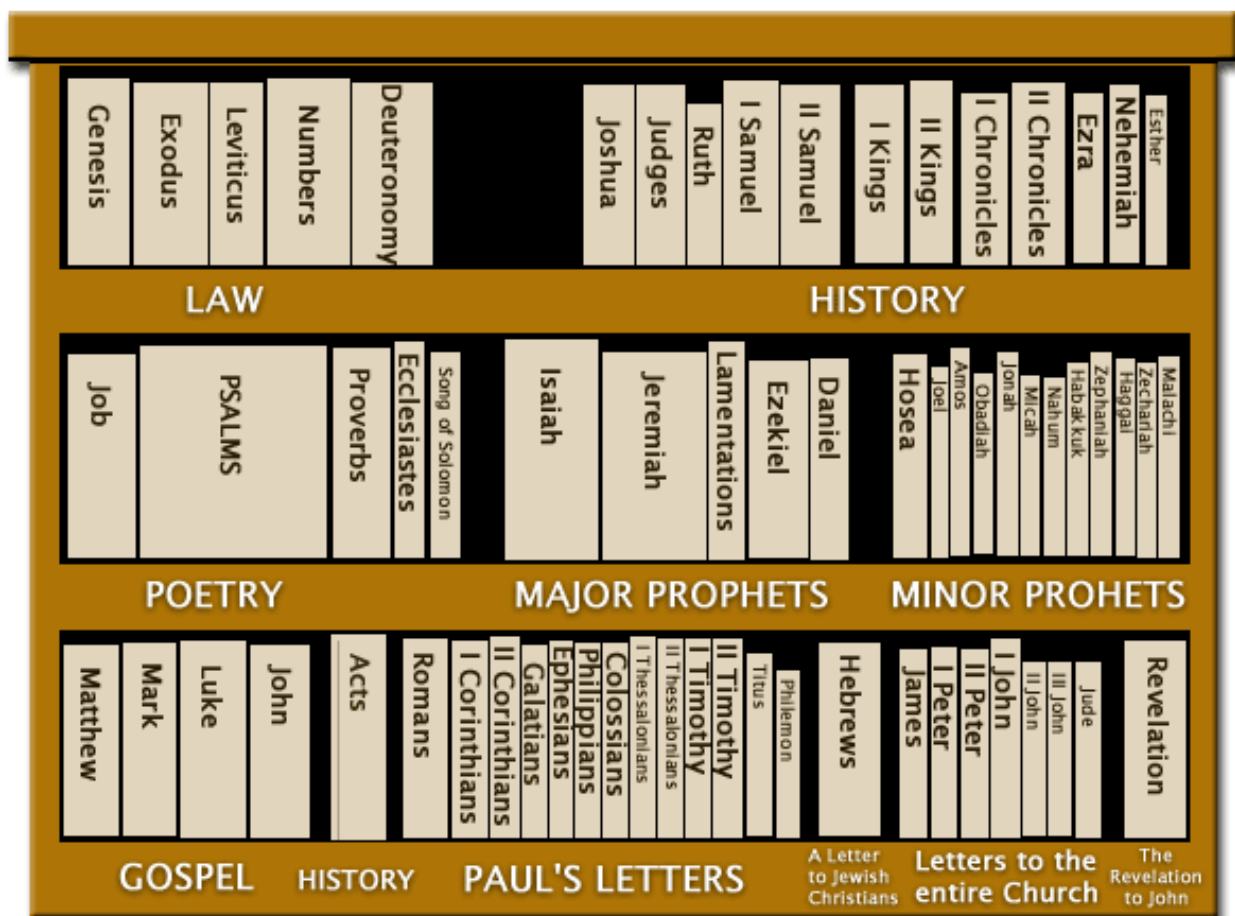 Genesis
Exodus
Leviticus
Numbers
Deuteronomy
Joshua
Judges
Ruth
I Samuel
II Samuel
I Kings
II Kings
I Chronicles
II Chronicles
Ezra
Nehemiah
Esther
LAW
HISTORY
Job
PSALMS
Proverbs
Ecclesiastes
Song of Solomon
Isaiah
Jeremiah
Lamentations
Ezekiel
Daniel
Hosea
Joel
Amos
Obadiah
Jonah
Micah
Nahum
Habakkuk
Zephaniah
Haggai
Zechariah
Malachi
POETRY
MAJOR PROPHETS
MINOR PROHETS
Matthew
Mark
Luke
John
Acts
Romans
I Corinthians
II Corinthians
Galatians
Ephesians
Philippians
Colossians
I Thessalonians
II Thessalonians
I Timothy
II Timothy
Titus
Philemon
Hebrews
James
I Peter
II Peter
I John
II John
III John
Jude
Revelation
GOSPEL
HISTORY
PAUL'S LETTERS
A Letter
to Jewish
Christians
Letters to the
entire Church
The
Revelation
to John